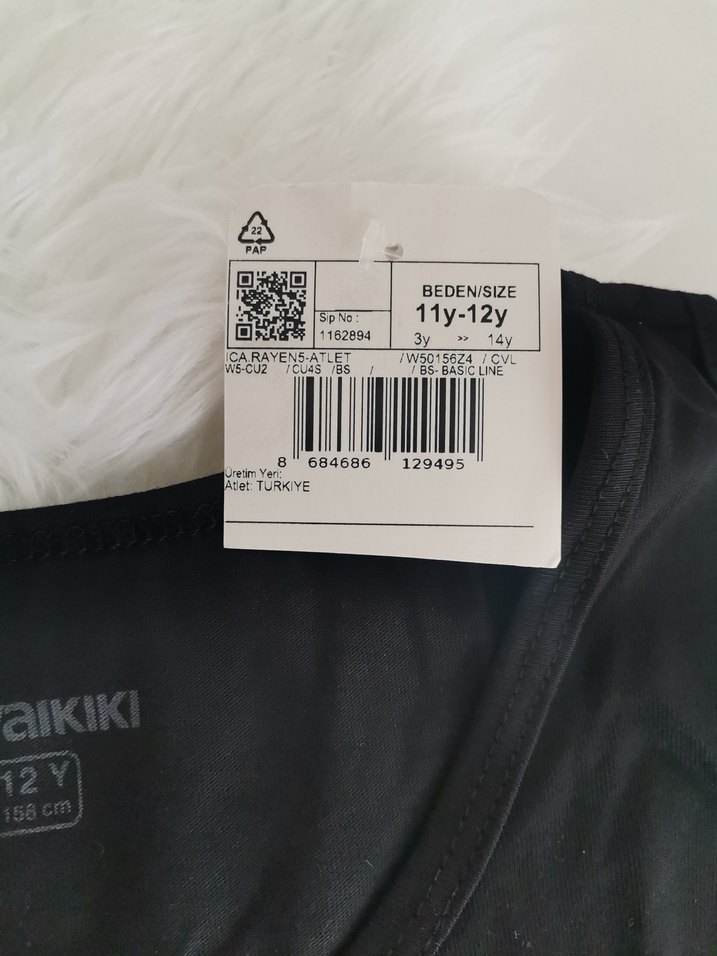 22
PAP
BEDEN/SIZE
11y-12y
3y >> 14y
Sip No :
1162894
ICA.RAYEN5-ATLET /W50156Z4 / CVL
W5-CU2 /CU4S /BS / / BS- BASIC LINE
8 684686 129495
Üretim Yeri:
Atlet: TURKIYE
aIKIKI
12 Y
158 cm